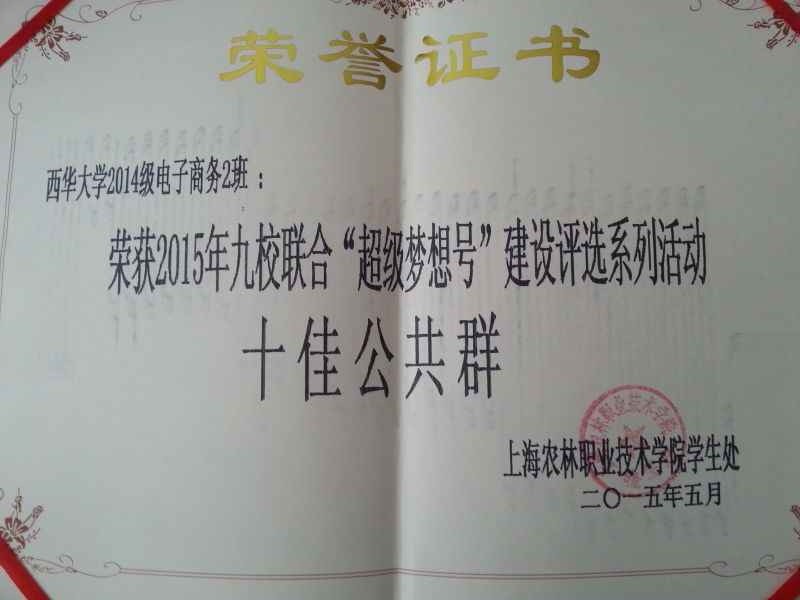 荣誉证书
西华大学2014级电子商务2班：
荣获2015年九校联合“超级梦想号”建设评选系列活动
十佳公共群
上海农林职业技术学院学生处
二〇一五年五月